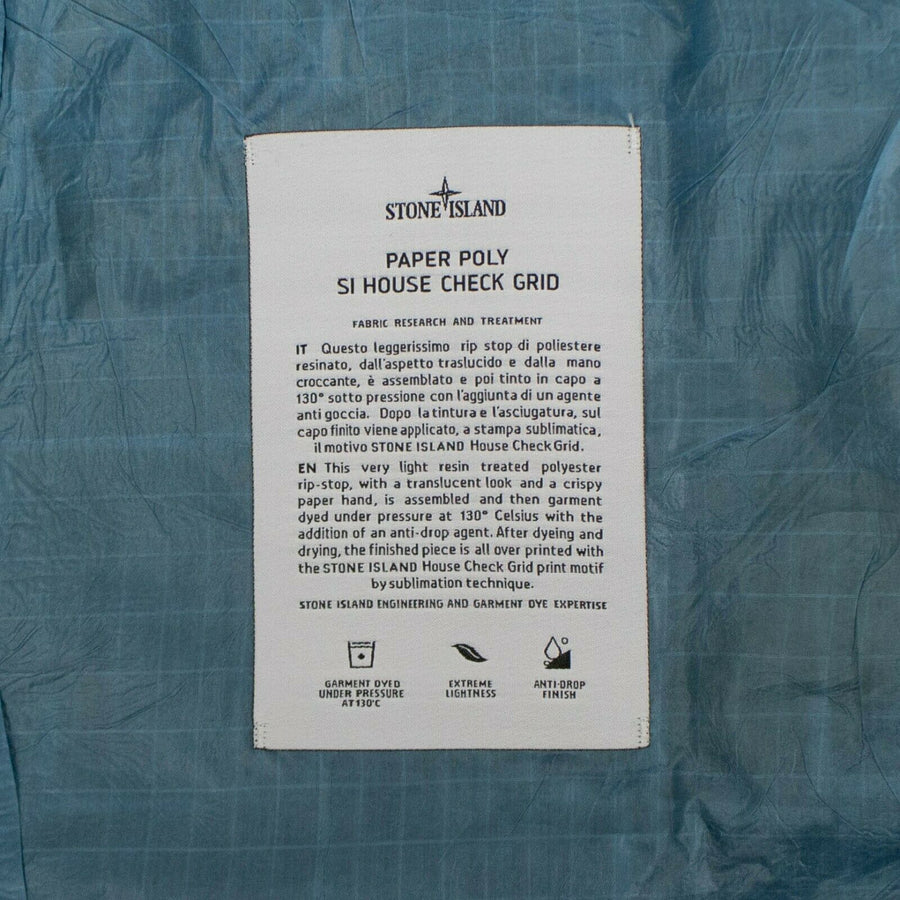 STONE ISLAND
PAPER POLY
SI HOUSE CHECK GRID
FABRIC RESEARCH AND TREATMENT
IT Questo leggerissimo rip stop di poliestere
resinato, dall'aspetto traslucido e dalla mano
croccante, è assemblato e poi tinto in capo a
130° sotto pressione con l'aggiunta di un agente
anti goccia. Dopo la tintura e l'asciugatura, sul
capo finito viene applicato, a stampa sublimatica,
il motivo STONE ISLAND House Check Grid.
EN This very light resin treated polyester
rip-stop, with a translucent look and a crispy
paper hand, is assembled and then garment
dyed under pressure at 130° Celsius with the
addition of an anti-drop agent. After dyeing and
drying, the finished piece is all over printed with
the STONE ISLAND House Check Grid print motif
by sublimation technique.
STONE ISLAND ENGINEERING AND GARMENT DYE EXPERTISE
GARMENT DYED
UNDER PRESSURE
AT 130°C
EXTREME
LIGHTNESS
ANTI-DROP
FINISH